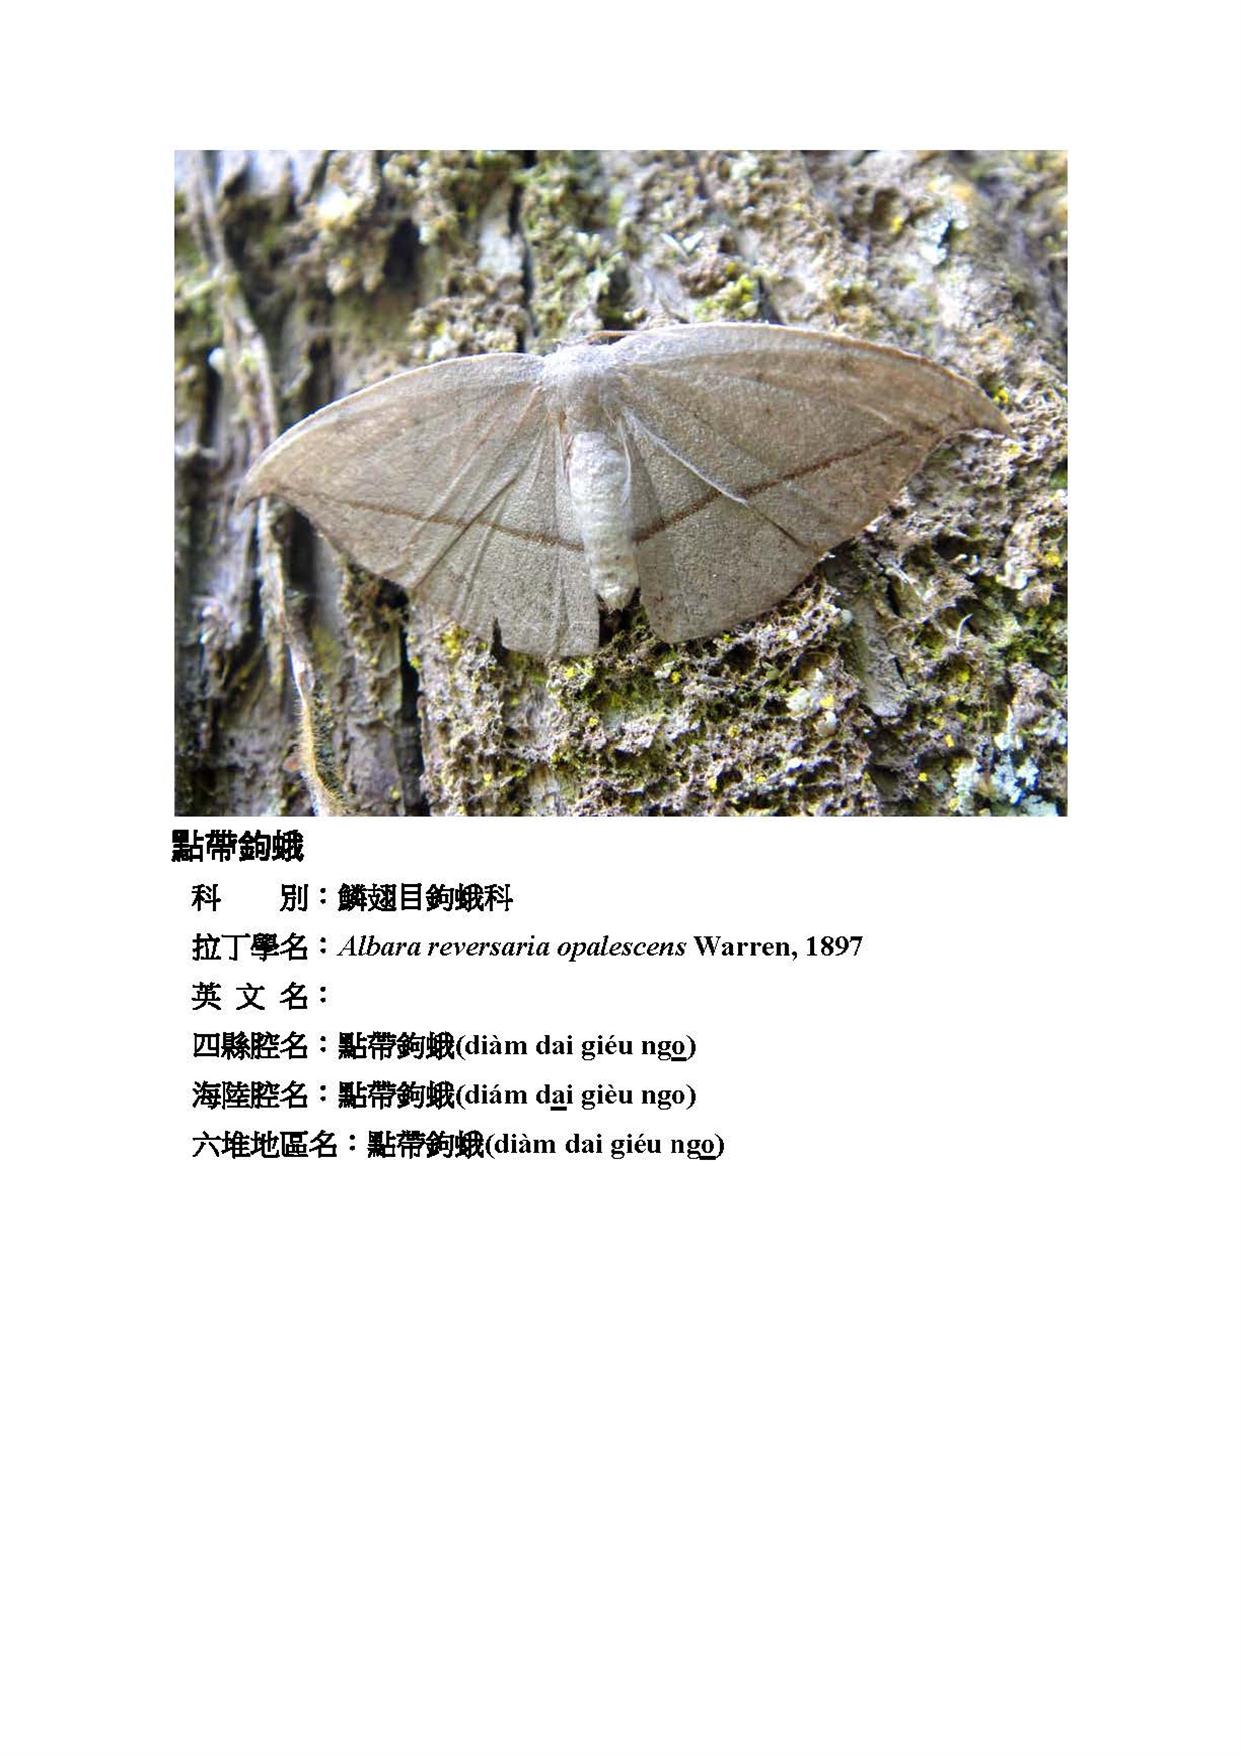 點帶鉤蛾
科　　別：鱗翅目鉤蛾科
拉丁學名：Albara reversaria opalescens Warren, 1897
英 文 名：
四縣腔名：點帶鉤蛾(diàm dai giéu ngo)
海陸腔名：點帶鉤蛾(diám dai gièu ngo)
六堆地區名：點帶鉤蛾(diàm dai giéu ngo)